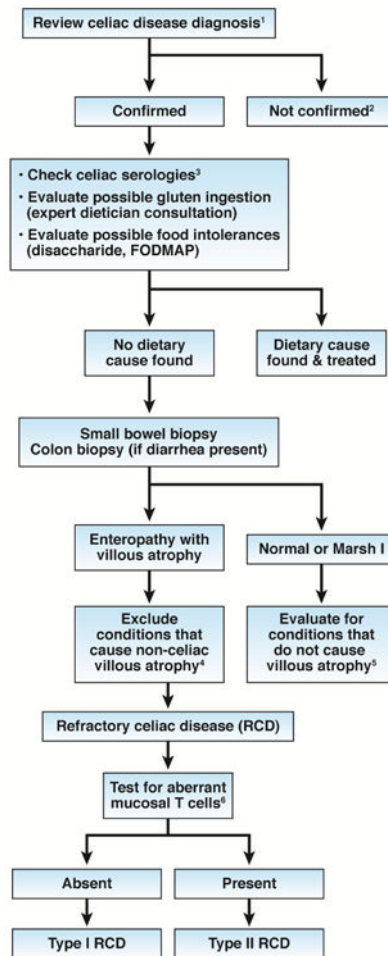 Review celiac disease diagnosis¹
Confirmed
Not confirmed²
• Check celiac serologies³
• Evaluate possible gluten ingestion
(expert dietician consultation)
• Evaluate possible food intolerances
(disaccharide, FODMAP)
No dietary
cause found
Dietary cause
found & treated
Small bowel biopsy
Colon biopsy (if diarrhea present)
Enteropathy with
villous atrophy
Normal or Marsh I
Exclude
conditions that
cause non-celiac
villous atrophy⁴
Evaluate for
conditions that
do not cause
villous atrophy⁵
Refractory celiac disease (RCD)
Test for aberrant
mucosal T cells⁶
Absent
Present
Type I RCD
Type II RCD